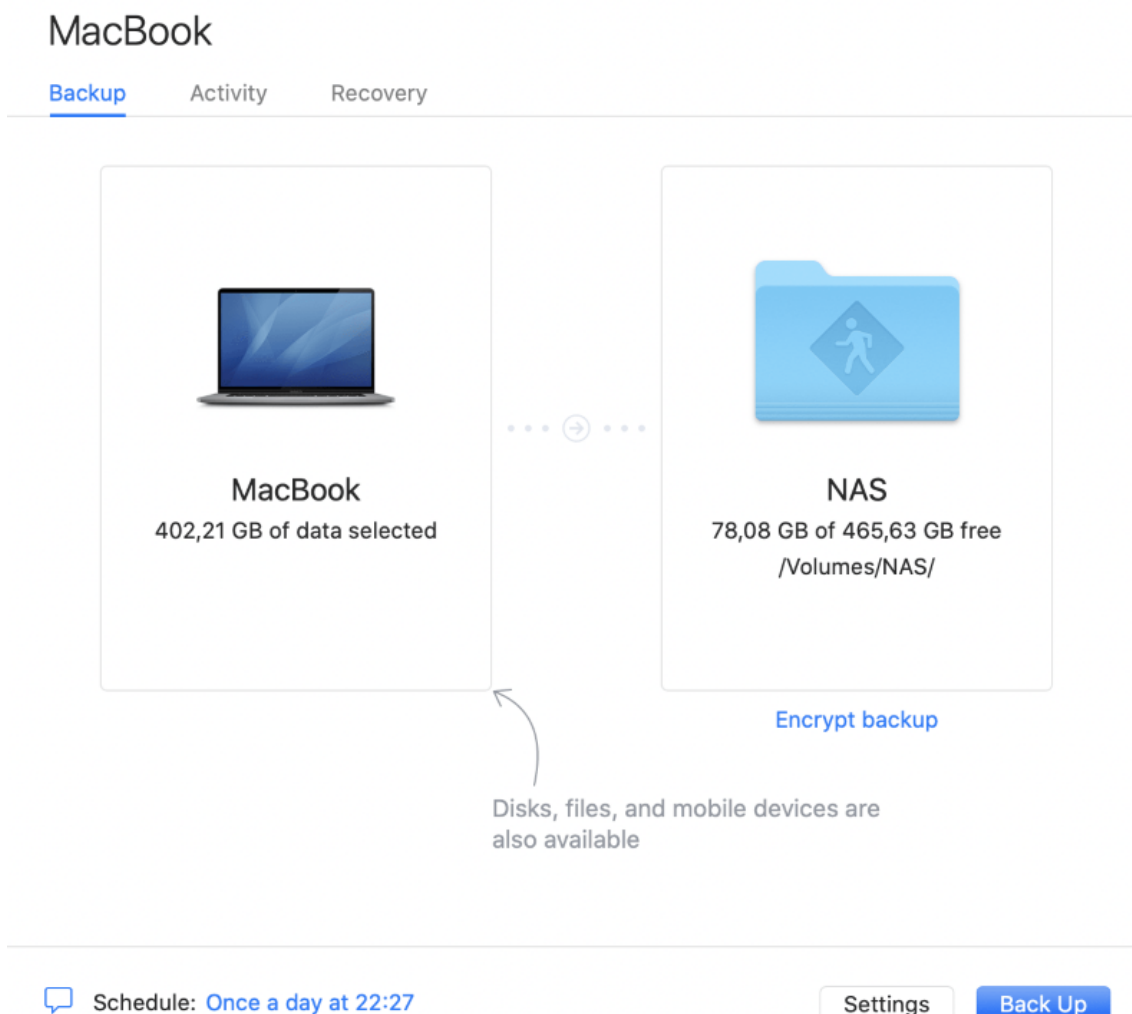 MacBook
Backup Activity Recovery
MacBook
402,21 GB of data selected
NAS
78,08 GB of 465,63 GB free
/Volumes/NAS/
Encrypt backup
Disks, files, and mobile devices are
also available
Schedule: Once a day at 22:27
Settings
Back Up